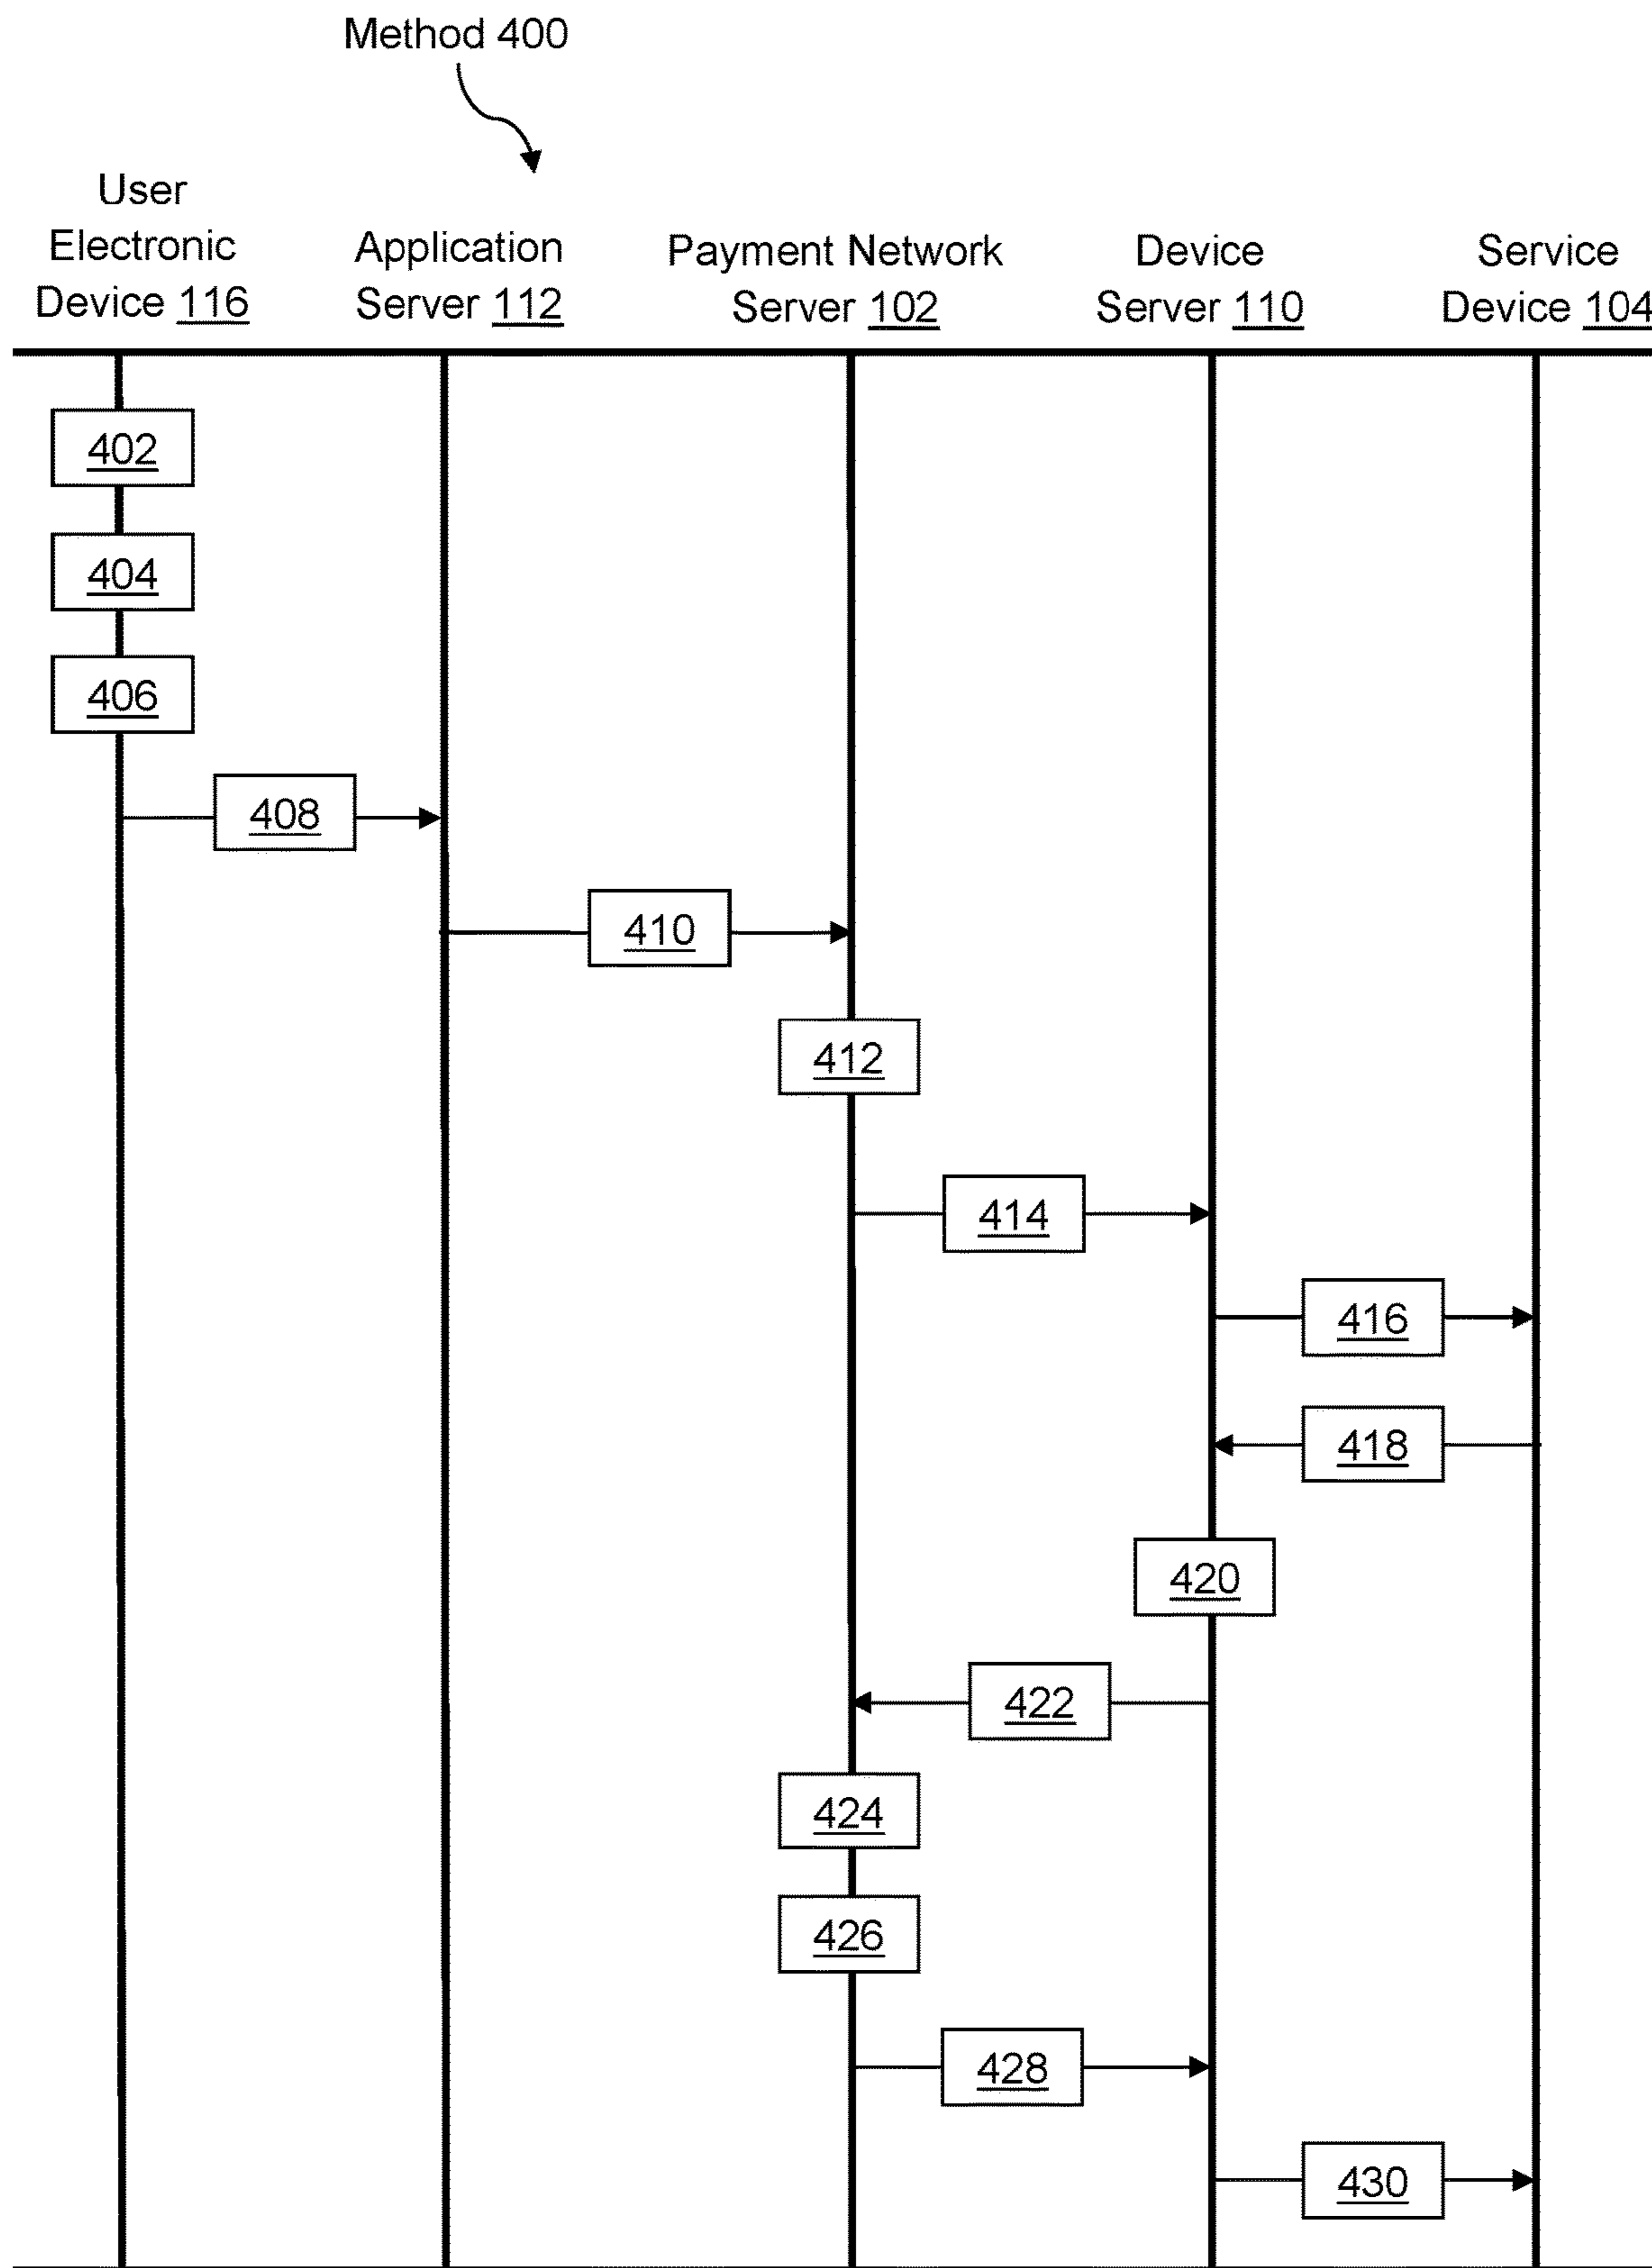 Method 400
User
Electronic
Device 116
Application
Server 112
Payment Network
Server 102
Device
Server 110
Service
Device 104
402
404
406
408
410
412
414
416
418
420
422
424
426
428
430